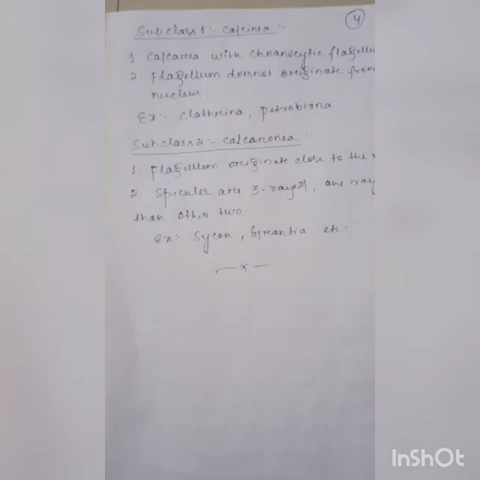 Subclass 1:- Calcinea :-
4
1 Calcarea with choanocytic flagellu
2. Flagellum doesnot originate from
nucleus.
Ex:- Clathrina, petrobiona
Subclass 2:- Calcaronea :-
1. Flagellum originate close to the
2. Spicules are 3-rayed, one ray
than other two.
Ex:- Sycon, Grantia etc.
x
InShOt